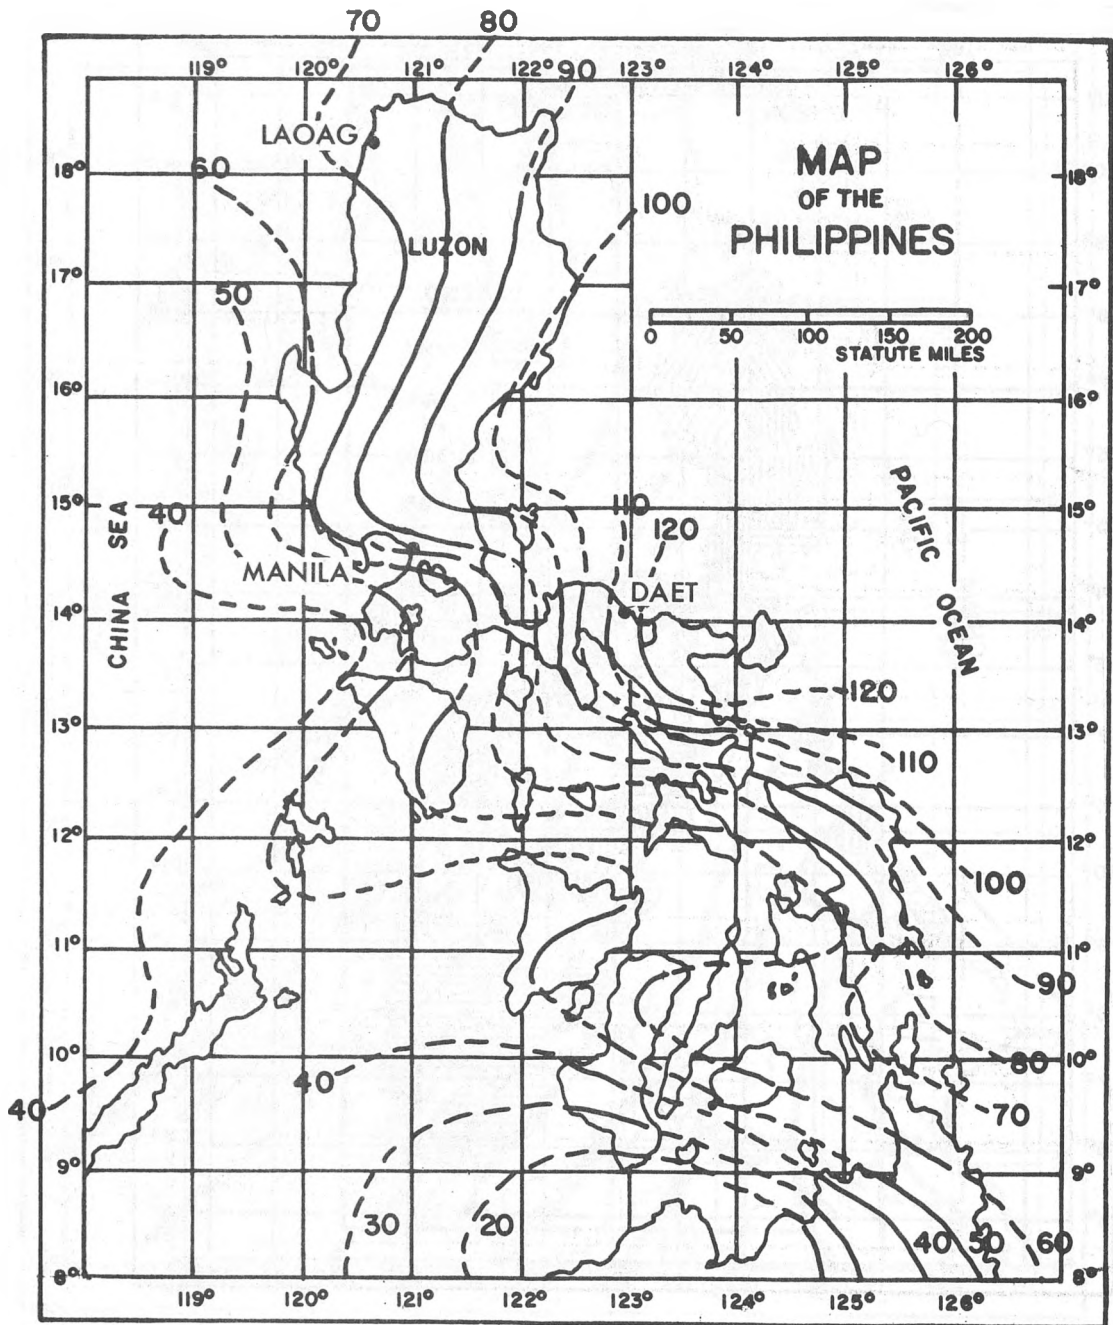 70 80
119° 120° 121° 122° 90 123° 124° 125° 126°
LAOAG
MAP
OF THE
PHILIPPINES
18° 60 18°
100
LUZON
17° 50 17°
0 50 100 150 200
STATUTE MILES
16° 16°
PACIFIC OCEAN
CHINA SEA
15° 40 110 15°
120
MANILA DAET
14° 14°
120
13° 13°
110
12° 12°
100
11° 11°
90
10° 40 80 10°
40 70
9° 9°
30 20 40 50 60
8° 8°
119° 120° 121° 122° 123° 124° 125° 126°